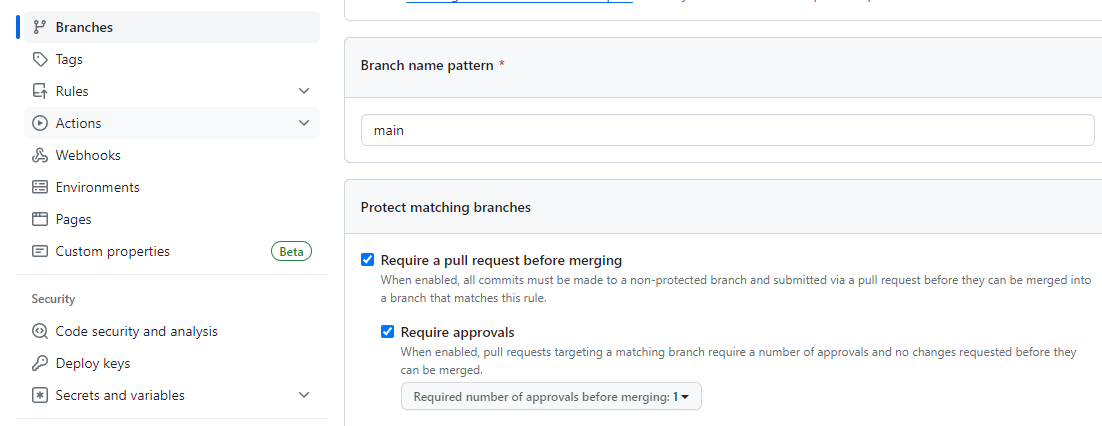 Branches
Tags
Rules
Actions
Webhooks
Environments
Pages
Custom properties
Beta
Security
Code security and analysis
Deploy keys
Secrets and variables
Branch name pattern *
main
Protect matching branches
Require a pull request before merging
When enabled, all commits must be made to a non-protected branch and submitted via a pull request before they can be merged into
a branch that matches this rule.
Require approvals
When enabled, pull requests targeting a matching branch require a number of approvals and no changes requested before they
can be merged.
Required number of approvals before merging: 1